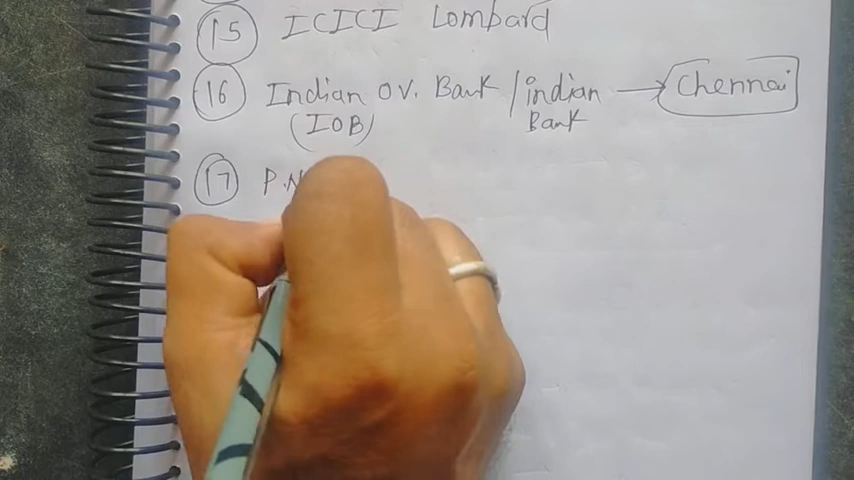 15 ICICI Lombard
16 Indian ov. Bank / indian Bank → Chennai
(IOB)
17 P.N